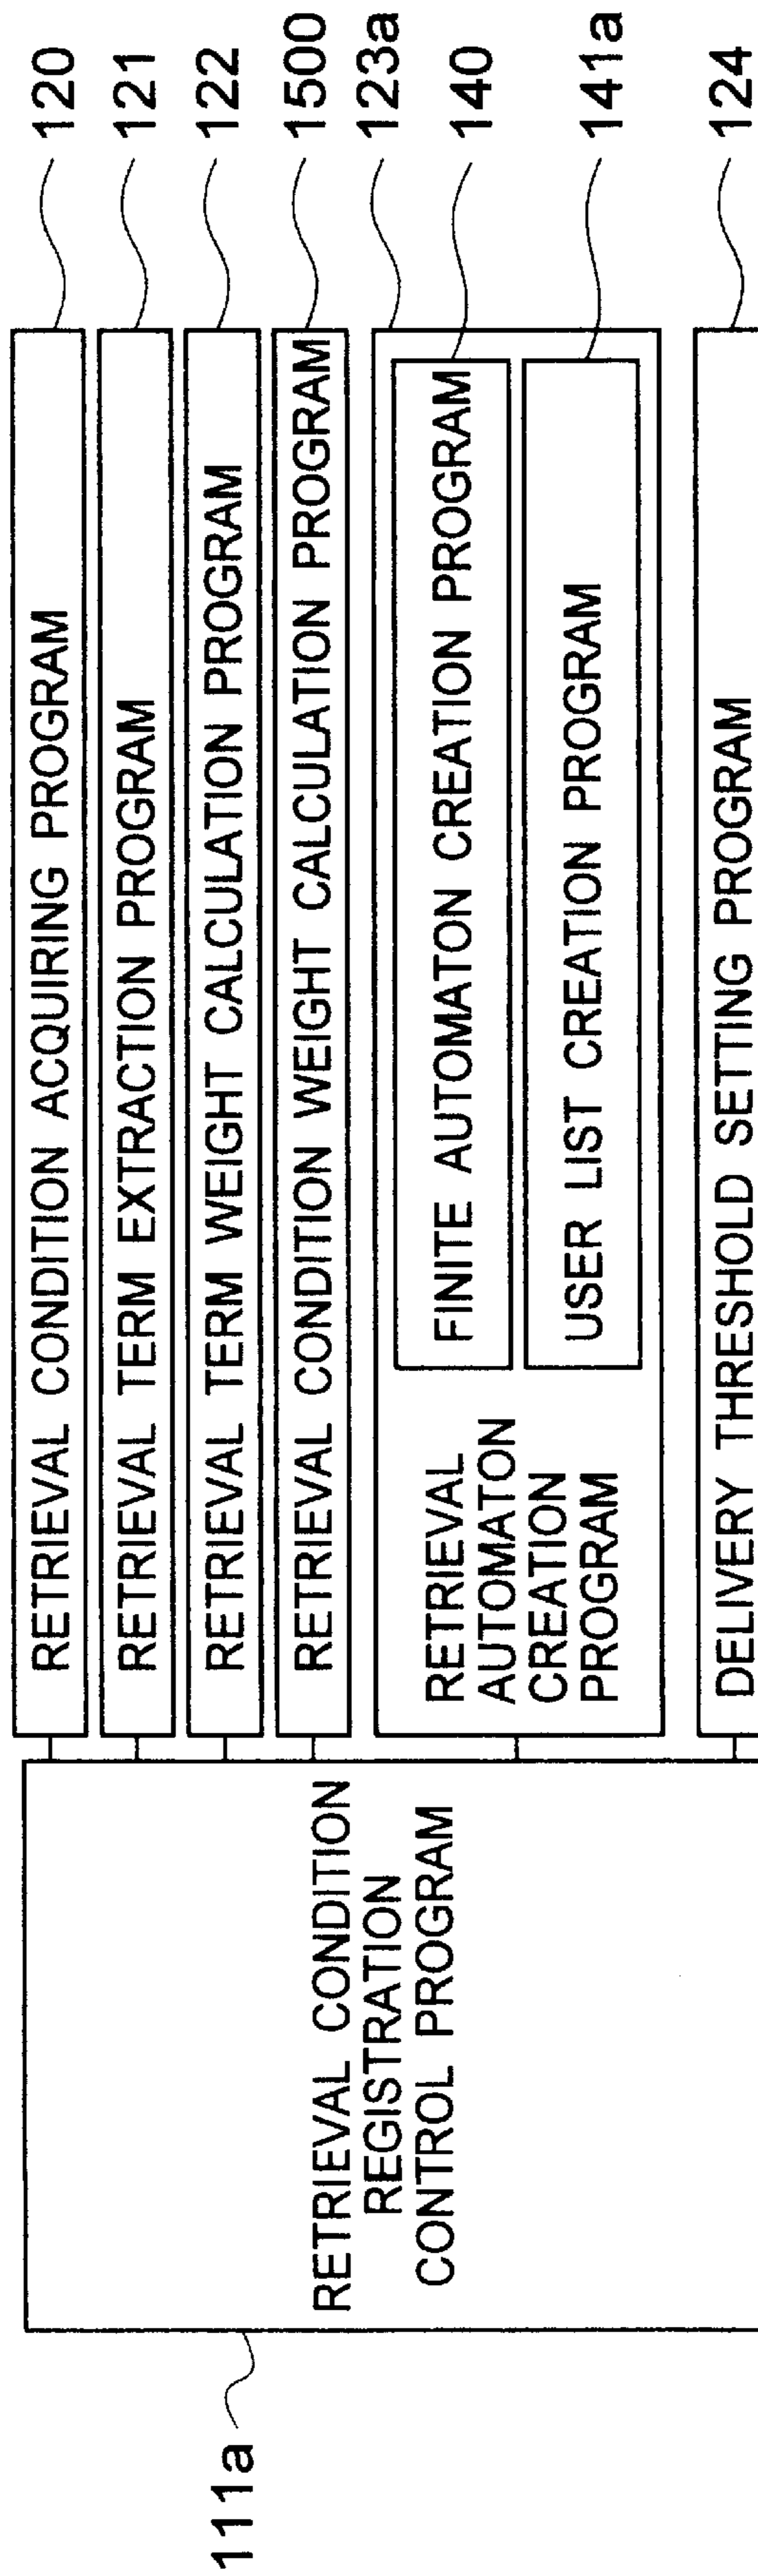 111a
RETRIEVAL CONDITION
REGISTRATION
CONTROL PROGRAM
RETRIEVAL CONDITION ACQUIRING PROGRAM
120
RETRIEVAL TERM EXTRACTION PROGRAM
121
RETRIEVAL TERM WEIGHT CALCULATION PROGRAM
122
RETRIEVAL CONDITION WEIGHT CALCULATION PROGRAM
1500
123a
RETRIEVAL
AUTOMATON
CREATION
PROGRAM
FINITE AUTOMATON CREATION PROGRAM
140
USER LIST CREATION PROGRAM
141a
DELIVERY THRESHOLD SETTING PROGRAM
124